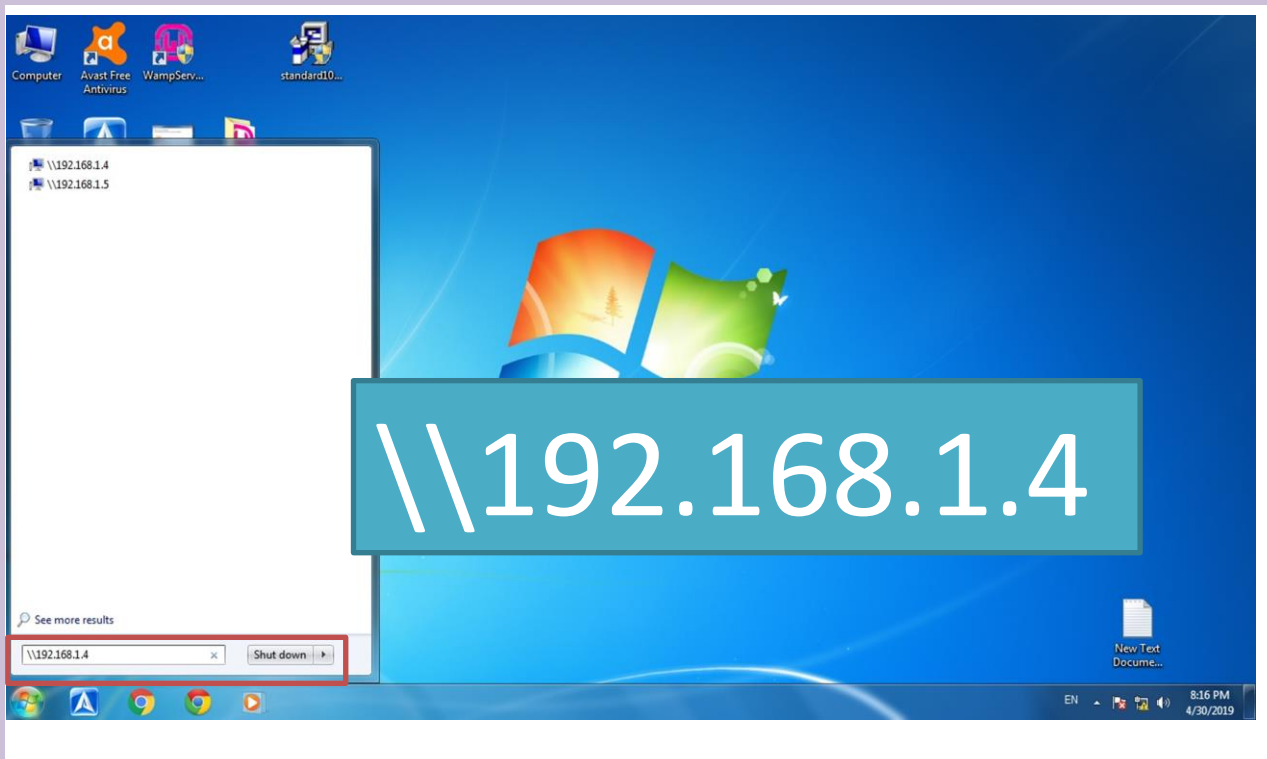 Computer
Avast Free
Antivirus
WampServ...
standard10...
\\192.168.1.4
\\192.168.1.5
\\192.168.1.4
See more results
\\192.168.1.4
Shut down
New Text
Docume...
EN
8:16 PM
4/30/2019